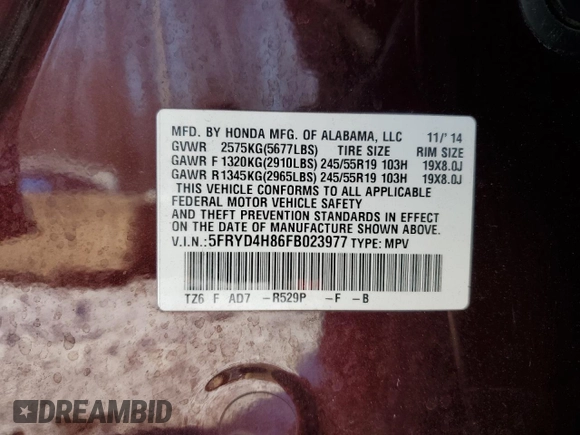 MFD. BY HONDA MFG. OF ALABAMA, LLC 11/' 14
GVWR 2575KG(5677LBS) TIRE SIZE RIM SIZE
GAWR F 1320KG(2910LBS) 245/55R19 103H 19X8.0J
GAWR R1345KG(2965LBS) 245/55R19 103H 19X8.0J
THIS VEHICLE CONFORMS TO ALL APPLICABLE
FEDERAL MOTOR VEHICLE SAFETY
AND THEFT PREVENTION STANDARDS IN EFFECT
ON THE DATE OF MANUFACTURE SHOWN ABOVE.
V.I.N.:5FRYD4H86FB023977 TYPE: MPV
TZ6 F AD7 -R529P -F -B
DREAMBID